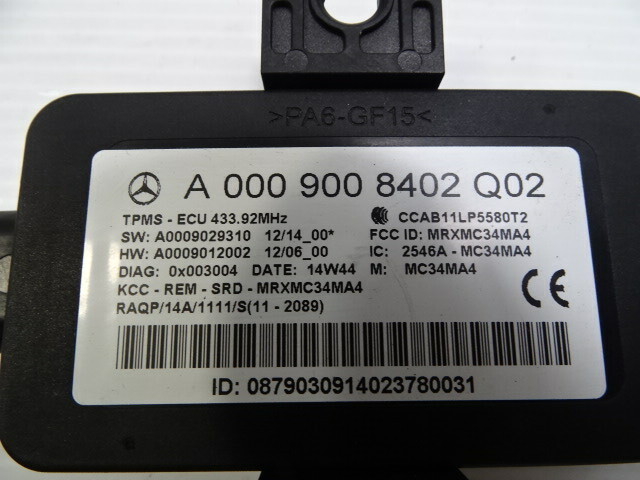 >PA6-GF15<
A 000 900 8402 Q02
TPMS - ECU 433.92MHz CCAB11LP5580T2
SW: A0009029310 12/14_00* FCC ID: MRXMC34MA4
HW: A0009012002 12/06_00 IC: 2546A - MC34MA4
DIAG: 0x003004 DATE: 14W44 M: MC34MA4
KCC - REM - SRD - MRXMC34MA4
RAQP/14A/1111/S(11 - 2089)
CE
ID: 0879030914023780031